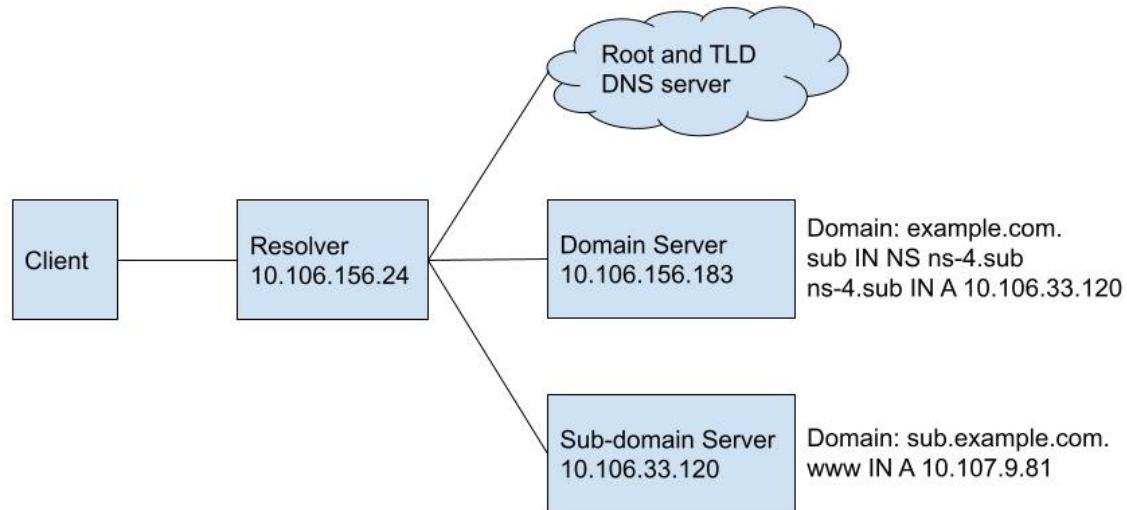 Root and TLD
DNS server
Client
Resolver
10.106.156.24
Domain Server
10.106.156.183
Domain: example.com.
sub IN NS ns-4.sub
ns-4.sub IN A 10.106.33.120
Sub-domain Server
10.106.33.120
Domain: sub.example.com.
www IN A 10.107.9.81